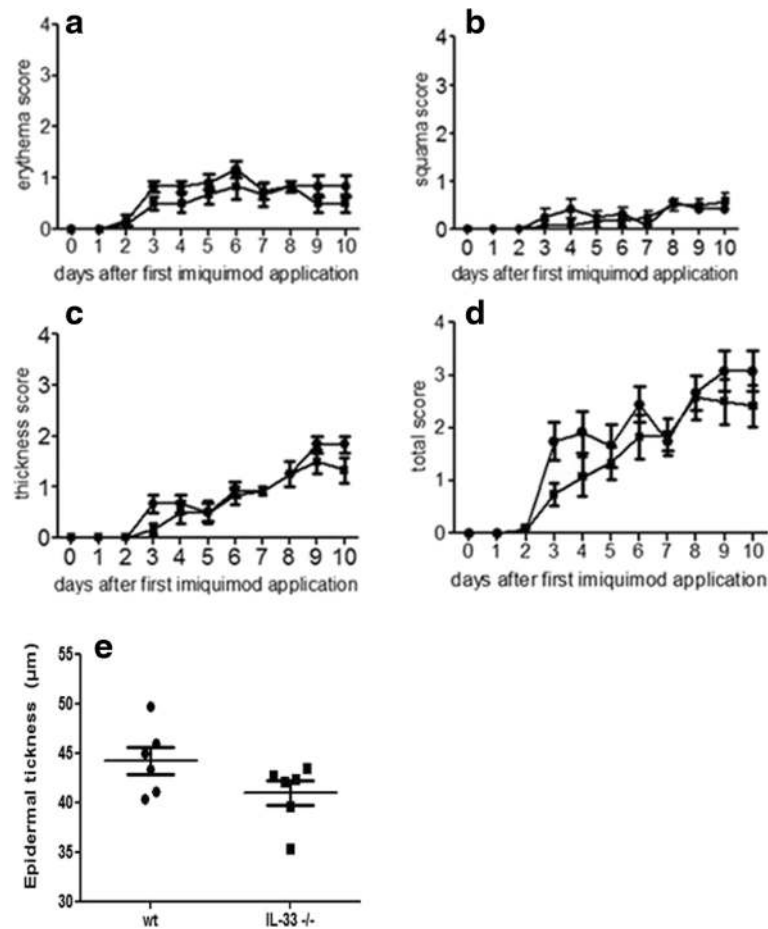 a
b
4
3
2
1
0
erythema score
0 1 2 3 4 5 6 7 8 9 10
days after first imiquimod application
4
3
2
1
0
squama score
0 1 2 3 4 5 6 7 8 9 10
days after first imiquimod application
c
d
4
3
2
1
0
thickness score
0 1 2 3 4 5 6 7 8 9 10
days after first imiquimod application
4
3
2
1
0
total score
0 1 2 3 4 5 6 7 8 9 10
days after first imiquimod application
e
55
50
45
40
35
30
Epidermal tickness (µm)
wt IL-33 -/-